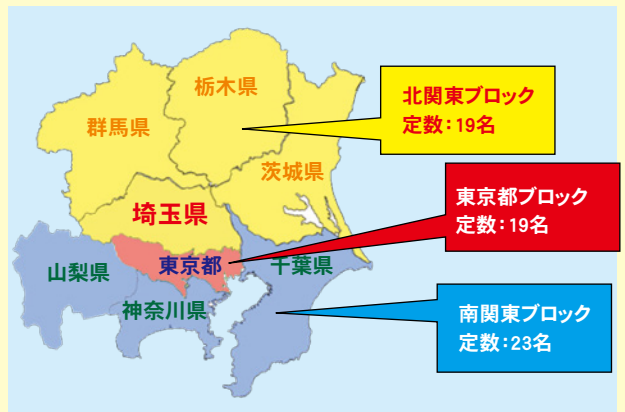 栃木県
群馬県
茨城県
埼玉県
山梨県
東京都
千葉県
神奈川県
北関東ブロック
定数：19名
東京都ブロック
定数：19名
南関東ブロック
定数：23名